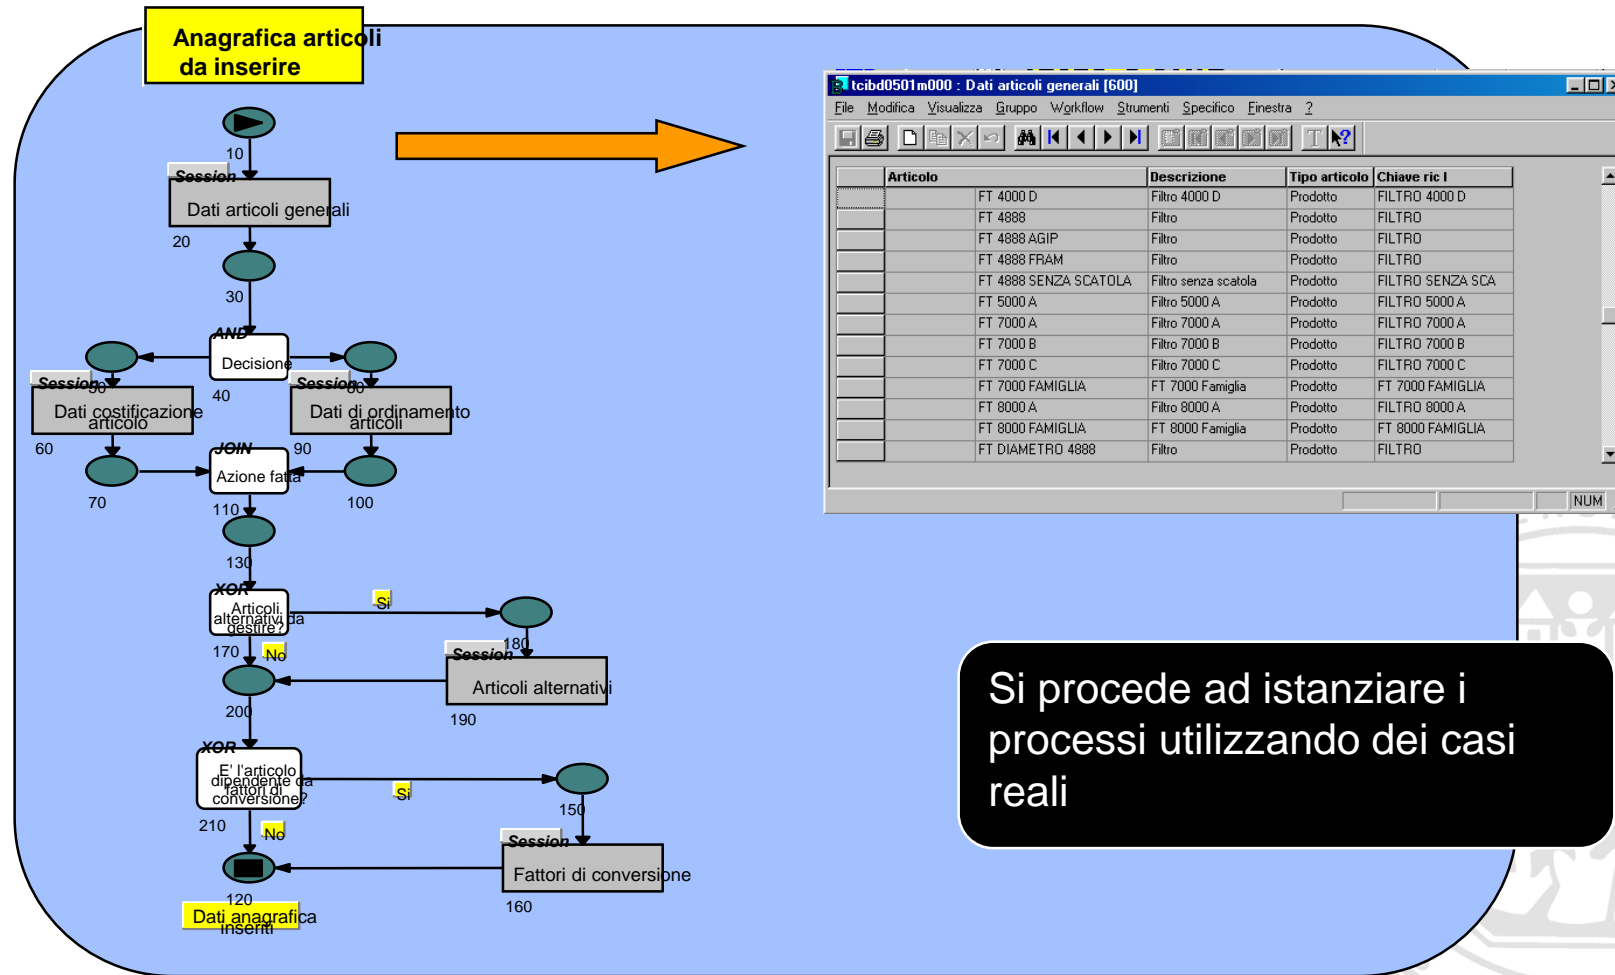 Anagrafica articoli
da inserire
10
Session
Dati articoli generali
20
30
AND
Decisione
40
Session
50
Dati costificazione
articolo
60
Session
80
Dati di ordinamento
articoli
90
70
JOIN
Azione fatta
110
100
130
XOR
Articoli
alternativi da
gestire?
170
Si
No
180
Session
Articoli alternativi
190
200
XOR
E' l'articolo
dipendente da
fattori di
conversione?
210
Si
No
150
Session
Fattori di conversione
160
120
Dati anagrafica
inseriti
tcibd0501m000 : Dati articoli generali [600]
File Modifica Visualizza Gruppo Workflow Strumenti Specifico Finestra ?
Articolo Descrizione Tipo articolo Chiave ric I
FT 4000 D Filtro 4000 D Prodotto FILTRO 4000 D
FT 4888 Filtro Prodotto FILTRO
FT 4888 AGIP Filtro Prodotto FILTRO
FT 4888 FRAM Filtro Prodotto FILTRO
FT 4888 SENZA SCATOLA Filtro senza scatola Prodotto FILTRO SENZA SCA
FT 5000 A Filtro 5000 A Prodotto FILTRO 5000 A
FT 7000 A Filtro 7000 A Prodotto FILTRO 7000 A
FT 7000 B Filtro 7000 B Prodotto FILTRO 7000 B
FT 7000 C Filtro 7000 C Prodotto FILTRO 7000 C
FT 7000 FAMIGLIA FT 7000 Famiglia Prodotto FT 7000 FAMIGLIA
FT 8000 A Filtro 8000 A Prodotto FILTRO 8000 A
FT 8000 FAMIGLIA FT 8000 Famiglia Prodotto FT 8000 FAMIGLIA
FT DIAMETRO 4888 Filtro Prodotto FILTRO
NUM
Si procede ad istanziare i
processi utilizzando dei casi
reali